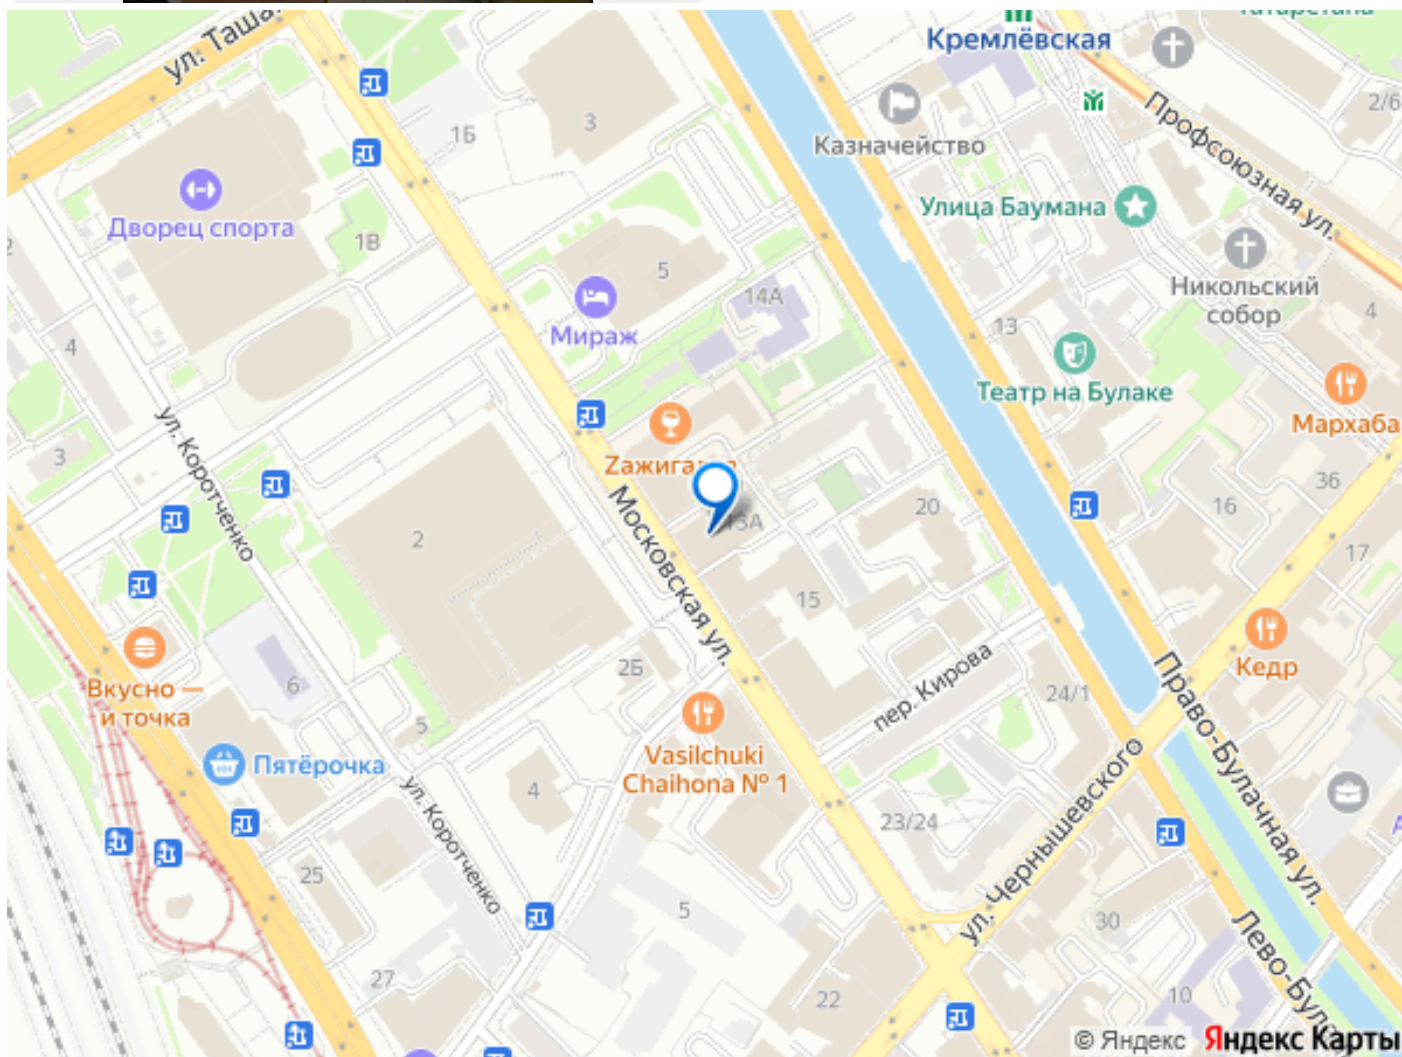 ул. Таша
Кремлёвская
Казначейство
Профсоюзная ул.
2/6
1Б
3
Дворец спорта
1В
Улица Баумана
Никольский
собор
4
5
14А
Мираж
13
Театр на Булаке
Мархаба
4
3
ул. Коротченко
Zажига
13А
20
16
36
17
2
Московская ул.
15
Кедр
Вкусно —
и точка
6
5
2Б
пер. Кирова
24/1
Право-Булачная ул.
Пятёрочка
Vasilchuki
Chaihona № 1
4
ул. Коротченко
23/24
ул. Чернышевского
25
5
30
Лево-Була
27
22
10
© Яндекс Яндекс Карты